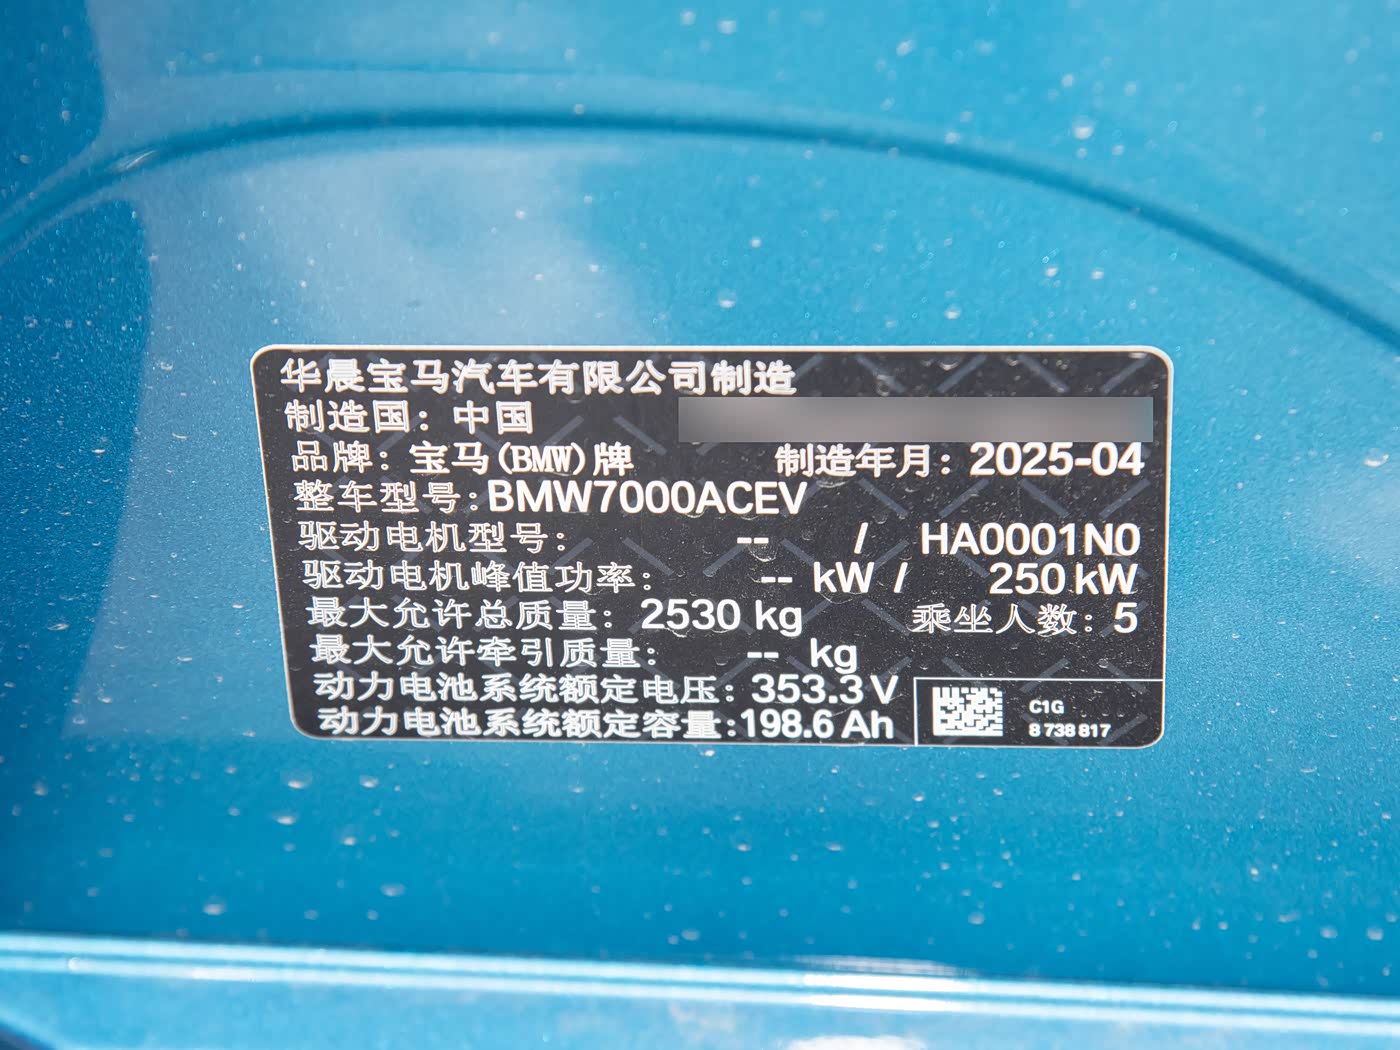 华晨宝马汽车有限公司制造
制造国：中国
品牌：宝马(BMW)牌 制造年月：2025-04
整车型号：BMW7000ACEV
驱动电机型号： -- / HA0001N0
驱动电机峰值功率： -- kW / 250 kW
最大允许总质量： 2530 kg 乘坐人数：5
最大允许牵引质量： -- kg
动力电池系统额定电压：353.3 V
动力电池系统额定容量：198.6 Ah
C1G
8 738 817